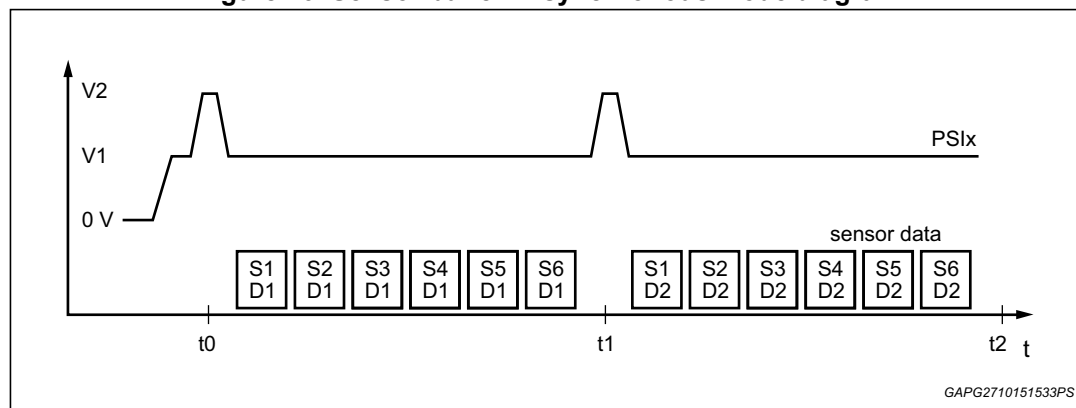 V2
V1
0 V
PSIx
sensor data
S1 S2 S3 S4 S5 S6 S1 S2 S3 S4 S5 S6
D1 D1 D1 D1 D1 D1 D2 D2 D2 D2 D2 D2
t0 t1 t2 t
GAPG2710151533PS